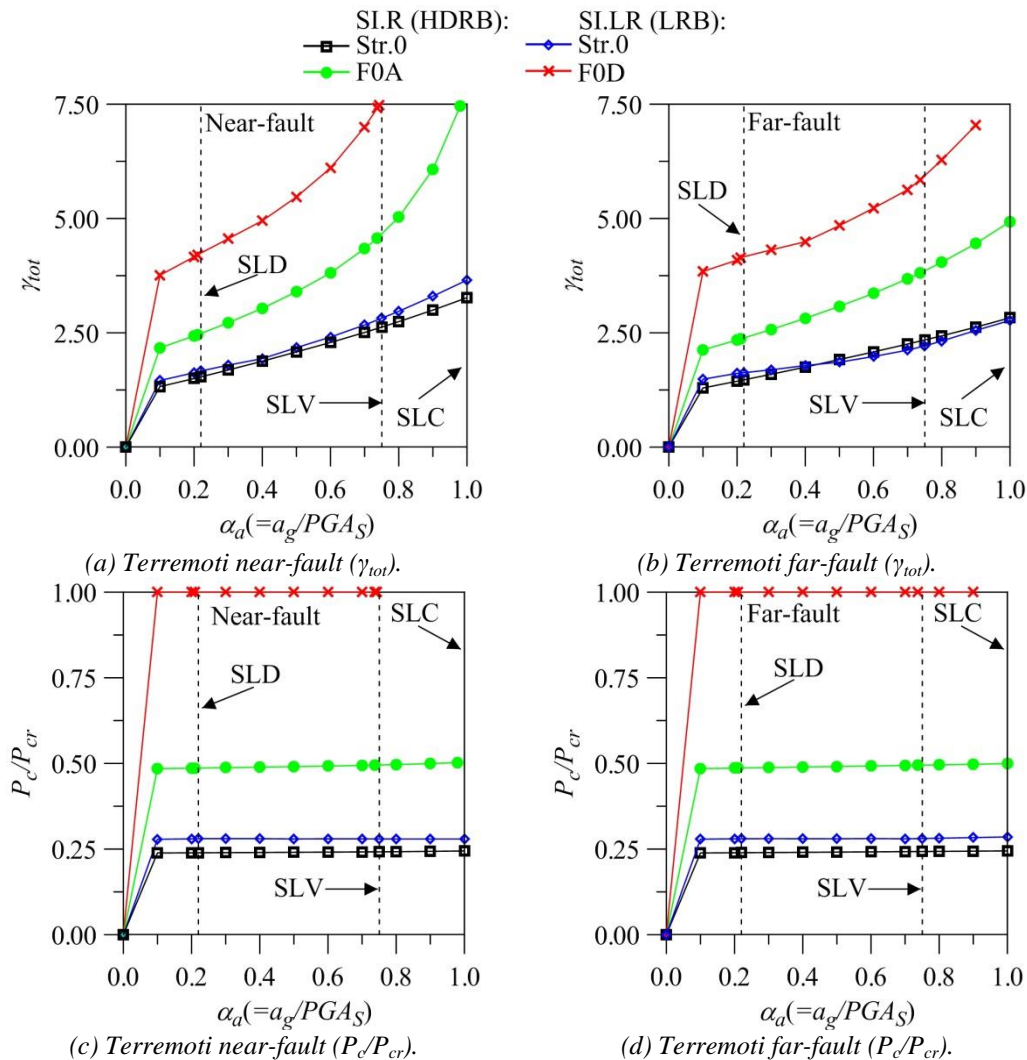 SI.R (HDRB): SI.LR (LRB):
Str.0 Str.0
F0A F0D
7.50
5.00
2.50
0.00
γtot
Near-fault
SLD
SLV
SLC
0.0 0.2 0.4 0.6 0.8 1.0
αa(=ag/PGAS)
(a) Terremoti near-fault (γtot).
7.50
5.00
2.50
0.00
γtot
Far-fault
SLD
SLV
SLC
0.0 0.2 0.4 0.6 0.8 1.0
αa(=ag/PGAS)
(b) Terremoti far-fault (γtot).
1.00
0.75
0.50
0.25
0.00
Pc/Pcr
Near-fault
SLC
SLD
SLV
0.0 0.2 0.4 0.6 0.8 1.0
αa(=ag/PGAS)
(c) Terremoti near-fault (Pc/Pcr).
1.00
0.75
0.50
0.25
0.00
Pc/Pcr
Far-fault
SLC
SLD
SLV
0.0 0.2 0.4 0.6 0.8 1.0
αa(=ag/PGAS)
(d) Terremoti far-fault (Pc/Pcr).